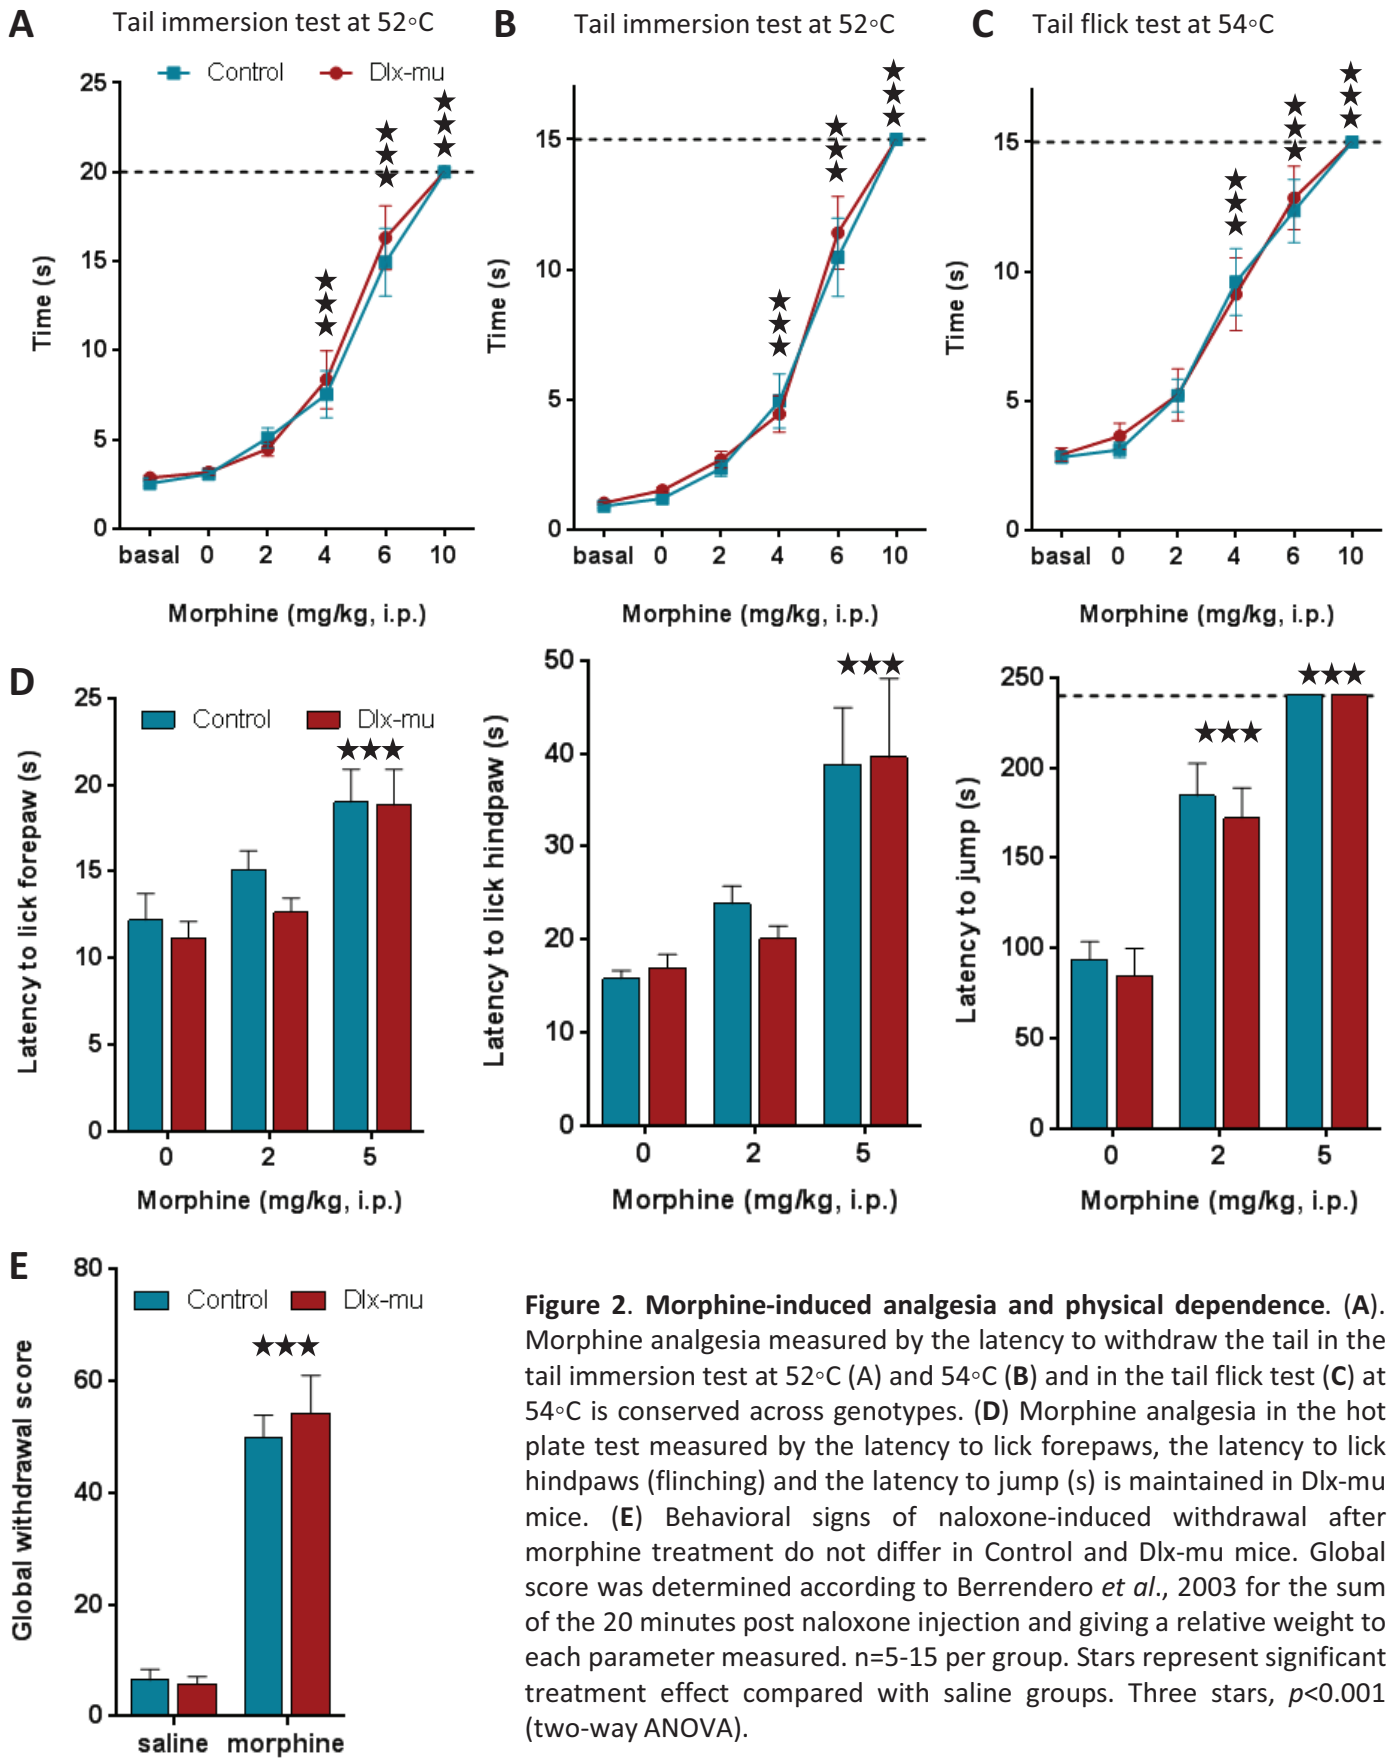 A
Tail immersion test at 52◦C
Control
Dlx-mu
25
20
15
10
5
0
Time (s)
basal 0 2 4 6 10
Morphine (mg/kg, i.p.)
B
Tail immersion test at 52◦C
15
10
5
0
Time (s)
basal 0 2 4 6 10
Morphine (mg/kg, i.p.)
C
Tail flick test at 54◦C
15
10
5
0
Time (s)
basal 0 2 4 6 10
Morphine (mg/kg, i.p.)
D
Control
Dlx-mu
25
20
15
10
5
0
Latency to lick forepaw (s)
0 2 5
Morphine (mg/kg, i.p.)
50
40
30
20
10
0
Latency to lick hindpaw (s)
0 2 5
Morphine (mg/kg, i.p.)
250
200
150
100
50
0
Latency to jump (s)
0 2 5
Morphine (mg/kg, i.p.)
E
Control
Dlx-mu
80
60
40
20
0
Global withdrawal score
saline morphine
Figure 2. Morphine-induced analgesia and physical dependence. (A).
Morphine analgesia measured by the latency to withdraw the tail in the
tail immersion test at 52◦C (A) and 54◦C (B) and in the tail flick test (C) at
54◦C is conserved across genotypes. (D) Morphine analgesia in the hot
plate test measured by the latency to lick forepaws, the latency to lick
hindpaws (flinching) and the latency to jump (s) is maintained in Dlx-mu
mice. (E) Behavioral signs of naloxone-induced withdrawal after
morphine treatment do not differ in Control and Dlx-mu mice. Global
score was determined according to Berrendero et al., 2003 for the sum
of the 20 minutes post naloxone injection and giving a relative weight to
each parameter measured. n=5-15 per group. Stars represent significant
treatment effect compared with saline groups. Three stars, p<0.001
(two-way ANOVA).